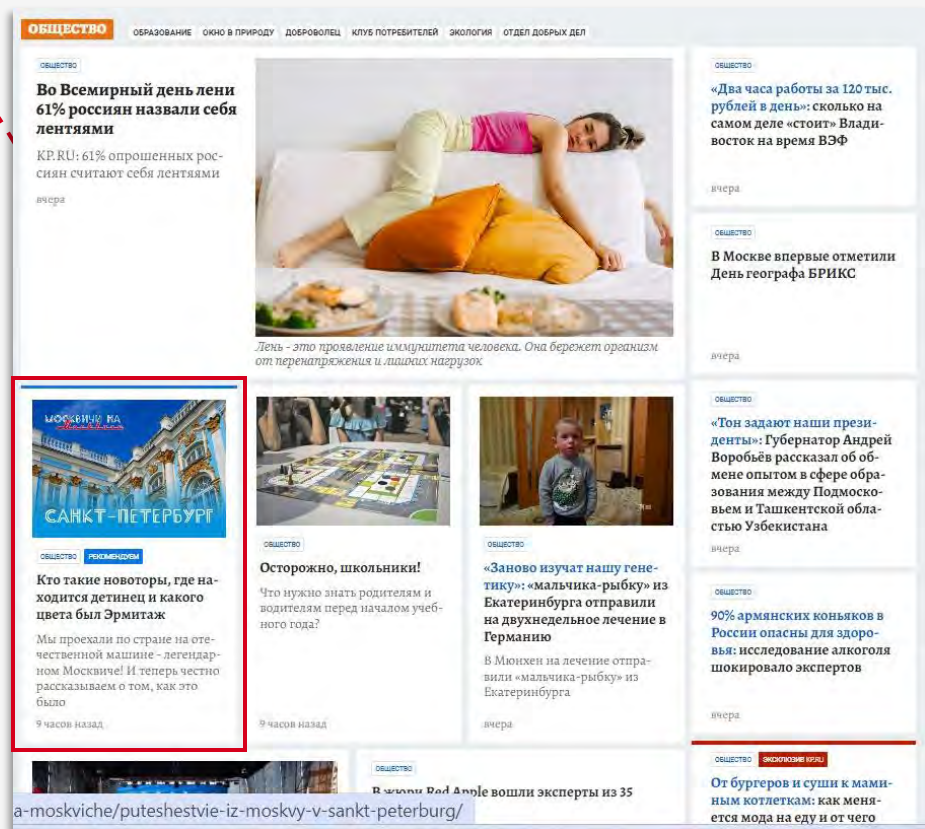 ОБЩЕСТВО
ОБРАЗОВАНИЕ ОКНО В ПРИРОДУ ДОБРОВОЛЕЦ КЛУБ ПОТРЕБИТЕЛЕЙ ЭКОЛОГИЯ ОТДЕЛ ДОБРЫХ ДЕЛ
ОБЩЕСТВО
Во Всемирный день лени
61% россиян назвали себя
лентяями
KP.RU: 61% опрошенных рос-
сиян считают себя лентяями
вчера
Лень - это проявление иммунитета человека. Она бережет организм
от перенапряжения и лишних нагрузок
ОБЩЕСТВО
«Два часа работы за 120 тыс.
рублей в день»: сколько на
самом деле «стоит» Влади-
восток на время ВЭФ
вчера
ОБЩЕСТВО
В Москве впервые отметили
День географа БРИКС
вчера
МОСКВИЧИ НА
Москвиче
САНКТ-ПЕТЕРБУРГ
ОБЩЕСТВО РЕКОМЕНДУЕМ
Кто такие новоторы, где на-
ходится детинец и какого
цвета был Эрмитаж
Мы проехали по стране на оте-
чественной машине - легендар-
ном Москвиче! И теперь честно
рассказываем о том, как это
было
9 часов назад
ОБЩЕСТВО
Осторожно, школьники!
Что нужно знать родителям и
водителям перед началом учеб-
ного года?
9 часов назад
ОБЩЕСТВО
«Заново изучат нашу гене-
тику»: «мальчика-рыбку» из
Екатеринбурга отправили
на двухнедельное лечение в
Германию
В Мюнхен на лечение отпра-
вили «мальчика-рыбку» из
Екатеринбурга
вчера
ОБЩЕСТВО
«Тон задают наши прези-
денты»: Губернатор Андрей
Воробьёв рассказал об об-
мене опытом в сфере обра-
зования между Подмоско-
вьем и Ташкентской обла-
стью Узбекистана
вчера
ОБЩЕСТВО
90% армянских коньяков в
России опасны для здоро-
вья: исследование алкоголя
шокировало экспертов
вчера
ОБЩЕСТВО
В жюри Red Apple вошли эксперты из 35
ОБЩЕСТВО ЭКСКЛЮЗИВ KP.RU
От бургеров и суши к мами-
ным котлеткам: как меня-
ется мода на еду и от чего
a-moskviche/puteshestvie-iz-moskvy-v-sankt-peterburg/